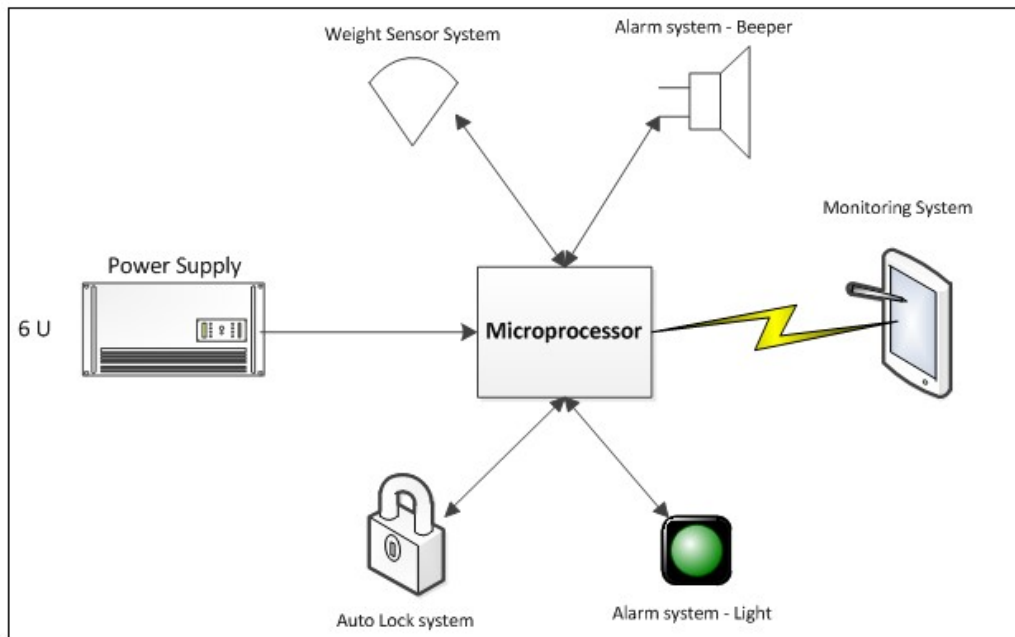 Weight Sensor System
Alarm system - Beeper
Monitoring System
Power Supply
6 U
Microprocessor
Auto Lock system
Alarm system - Light